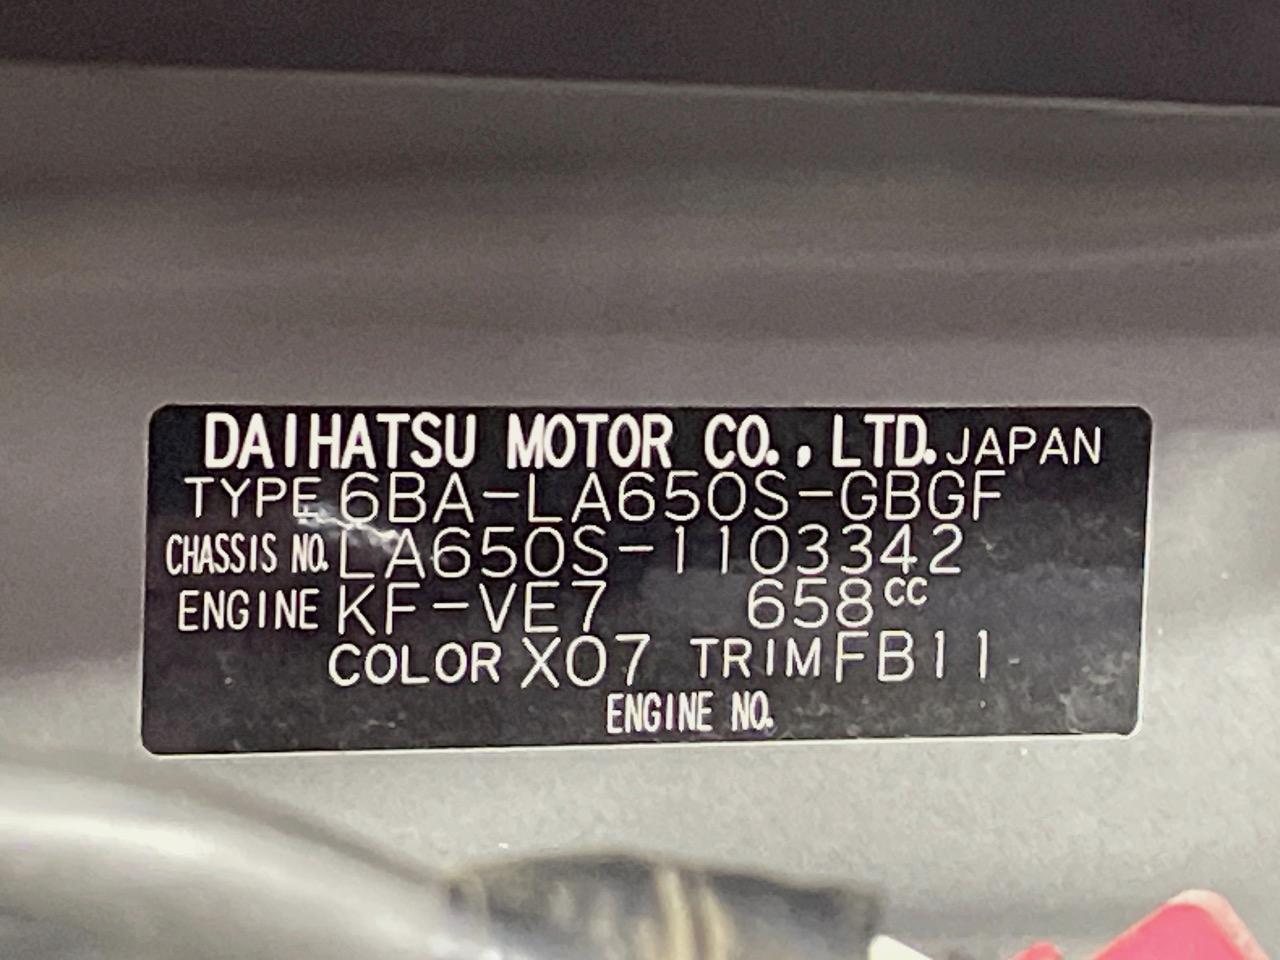 DAIHATSU MOTOR CO., LTD. JAPAN
TYPE 6BA-LA650S-GBGF
CHASSIS NO. LA650S-1103342
ENGINE KF-VE7 658cc
COLOR X07 TRIM FB11
ENGINE NO.